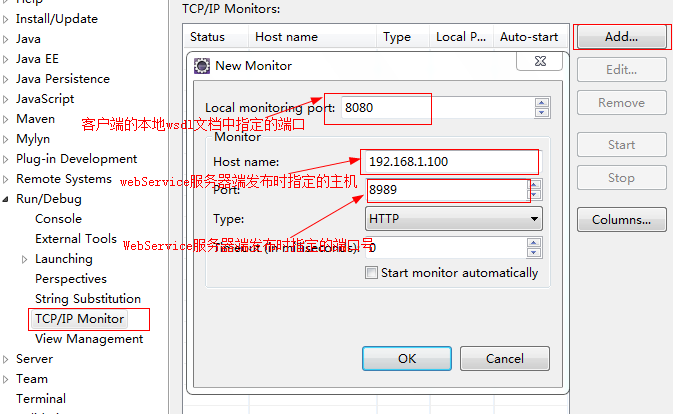 Help
Install/Update
Java
Java EE
Java Persistence
JavaScript
Maven
Mylyn
Plug-in Development
Remote Systems
Run/Debug
Console
External Tools
Launching
Perspectives
String Substitution
TCP/IP Monitor
View Management
Server
Team
Terminal
TCP/IP Monitors:
Status Host name Type Local P... Auto-start
Add...
Edit...
Remove
Start
Stop
Columns...
New Monitor
Local monitoring port: 8080
客户端的本地wsdl文档中指定的端口
Monitor
Host name: 192.168.1.100
webService服务器端发布时指定的主机
Port: 8989
Type: HTTP
WebService服务器端发布时指定的端口号
Timeout (in milliseconds): 0
Start monitor automatically
OK Cancel